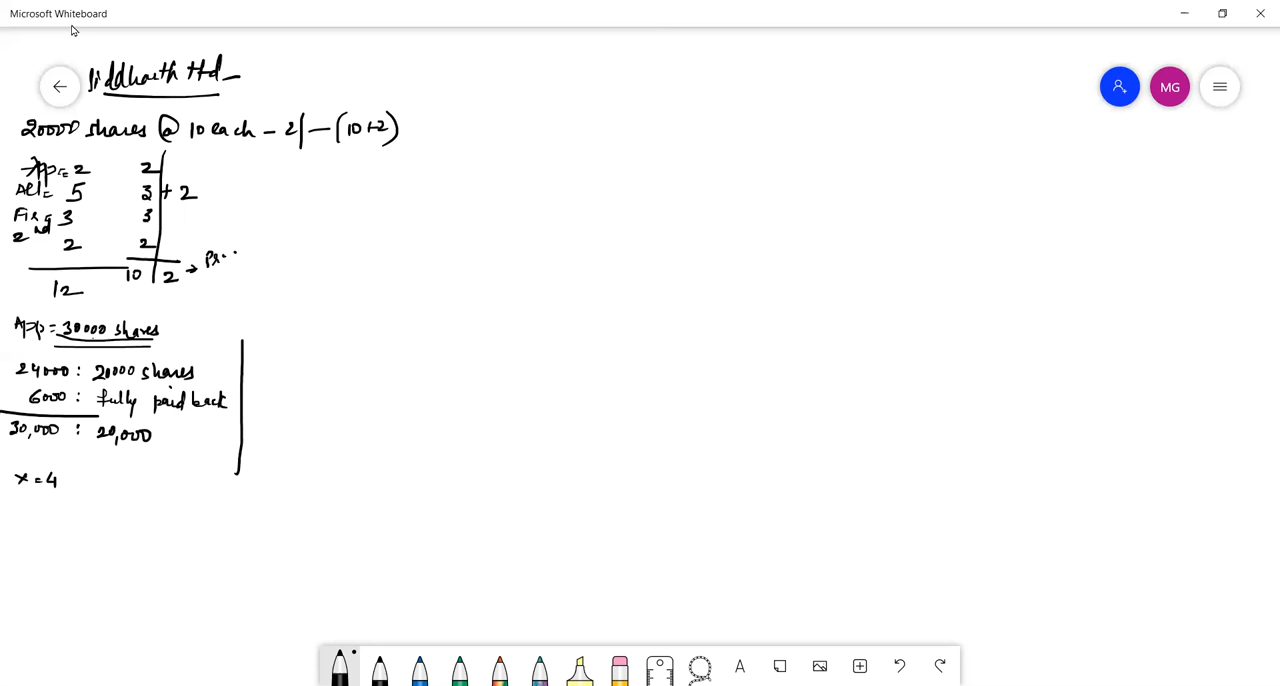 Microsoft Whiteboard
Siddharth Ltd
MG
20000 shares @ 10 each - 2/- (10+2)
App = 2 2
All = 5 3 + 2
Fir = 3 3
2nd 2 2
12 10 2 → Pr..
App = 30000 shares
24000 : 20000 shares
6000 : fully paid back
30,000 : 20,000
x = 4
A